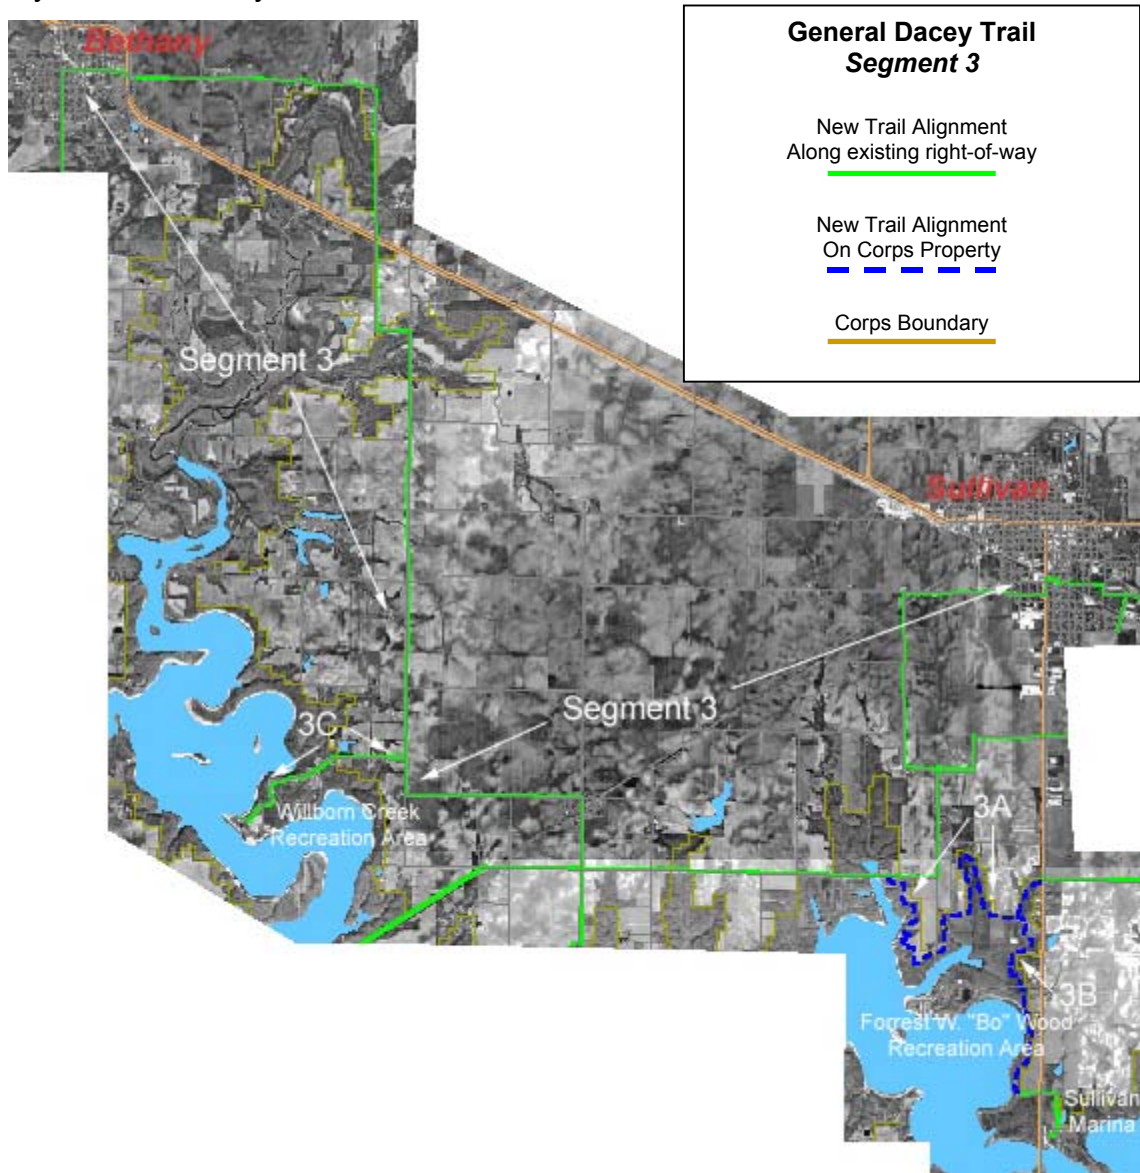 General Dacey Trail
Segment 3
New Trail Alignment
Along existing right-of-way
New Trail Alignment
On Corps Property
Corps Boundary
Bethany
Segment 3
Sullivan
Segment 3
3C
Willborn Creek
Recreation Area
3A
3B
Forrest W. "Bo" Wood
Recreation Area
Sullivan
Marina